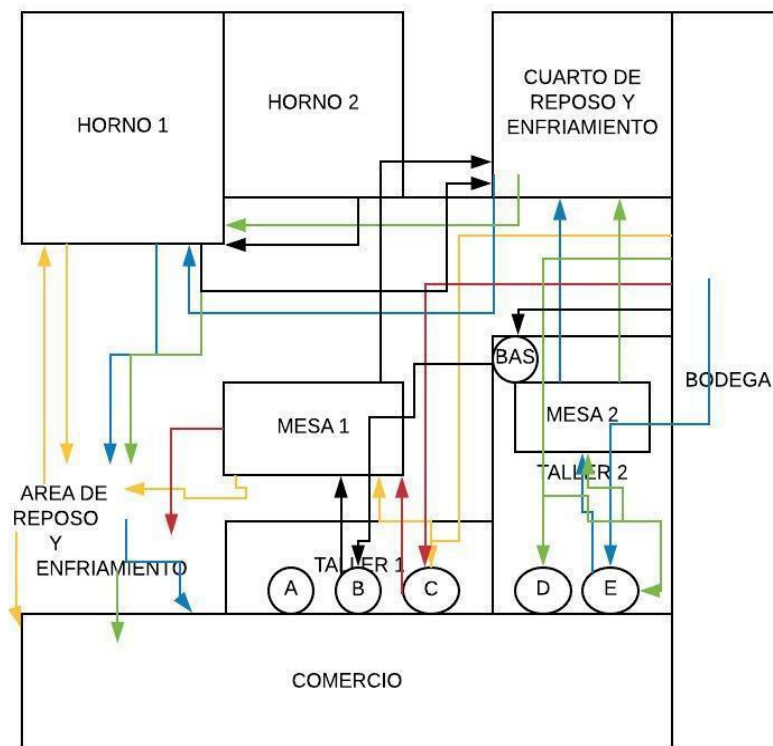 HORNO 1
HORNO 2
CUARTO DE
REPOSO Y
ENFRIAMIENTO
BAS
BODEGA
MESA 1
MESA 2
TALLER 2
AREA DE
REPOSO
Y
ENFRIAMIENTO
TALLER 1
A
B
C
D
E
COMERCIO